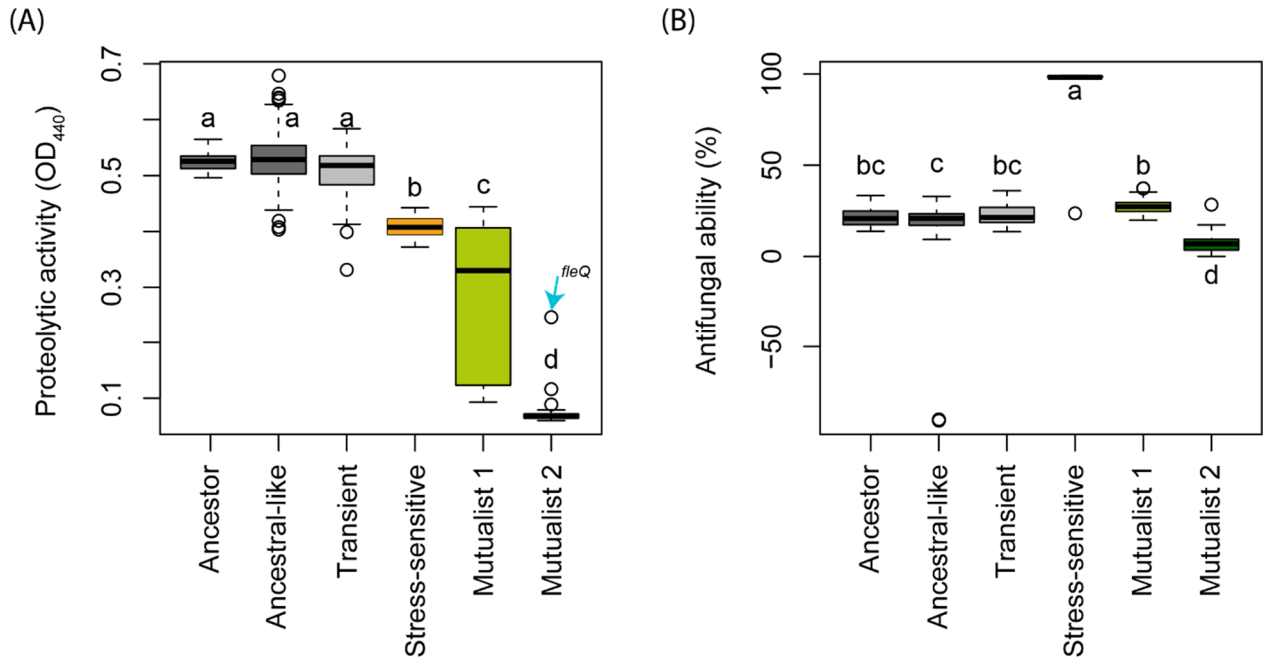 (A)
Proteolytic activity (OD440)
0.7
0.5
0.3
0.1
a
a
a
b
c
d
fleQ
Ancestor
Ancestral-like
Transient
Stress-sensitive
Mutualist 1
Mutualist 2
(B)
Antifungal ability (%)
100
50
0
−50
bc
c
bc
a
b
d
Ancestor
Ancestral-like
Transient
Stress-sensitive
Mutualist 1
Mutualist 2